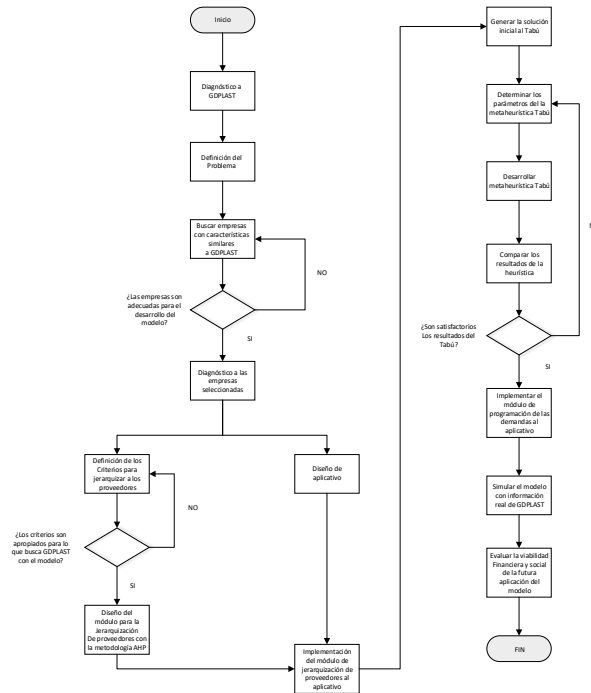 Inicio
Diagnóstico a
GDPLAST
Definición del
Problema
Buscar empresas
con características
similares
a GDPLAST
NO
¿Las empresas son
adecuadas para el
desarrollo del
modelo?
SI
Diagnóstico a las
empresas
seleccionadas
Definición de los
Criterios para
jerarquizar a los
proveedores
NO
¿Los criterios son
apropiados para lo
que busca GDPLAST
con el modelo?
SI
Diseño del
módulo para la
Jerarquización
De proveedores con
la metodología AHP
Diseño de
aplicativo
Implementación
del módulo de
jerarquización de
proveedores al
aplicativo
Generar la solución
inicial al Tabú
Determinar los
parámetros del la
metaheurística Tabú
Desarrollar
metaheurística Tabú
Comparar los
resultados de la
heurística
¿Son satisfactorios
Los resultados del
Tabú?
SI
Implementar el
módulo de
programación de las
demandas al
aplicativo
Simular el modelo
con información
real de GDPLAST
Evaluar la viabilidad
Financiera y social
de la futura
aplicación del
modelo
FIN